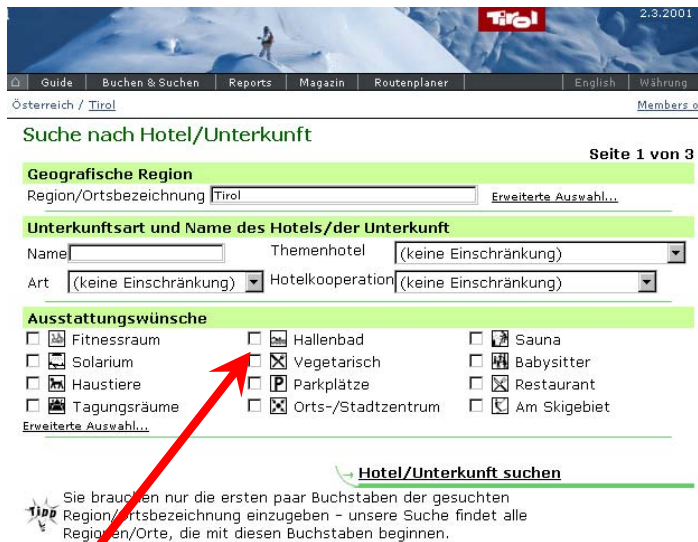 Tirol 2.3.2001
Guide Buchen & Suchen Reports Magazin Routenplaner English Währung
Österreich / Tirol Members o
Suche nach Hotel/Unterkunft
Seite 1 von 3
Geografische Region
Region/Ortsbezeichnung Tirol Erweiterte Auswahl...
Unterkunftsart und Name des Hotels/der Unterkunft
Name Themenhotel (keine Einschränkung)
Art (keine Einschränkung) Hotelkooperation (keine Einschränkung)
Ausstattungswünsche
Fitnessraum Hallenbad Sauna
Solarium Vegetarisch Babysitter
Haustiere P Parkplätze Restaurant
Tagungsräume Orts-/Stadtzentrum Am Skigebiet
Erweiterte Auswahl...
Hotel/Unterkunft suchen
Sie brauchen nur die ersten paar Buchstaben der gesuchten
Tipp Region/Ortsbezeichnung einzugeben - unsere Suche findet alle
Regionen/Orte, die mit diesen Buchstaben beginnen.